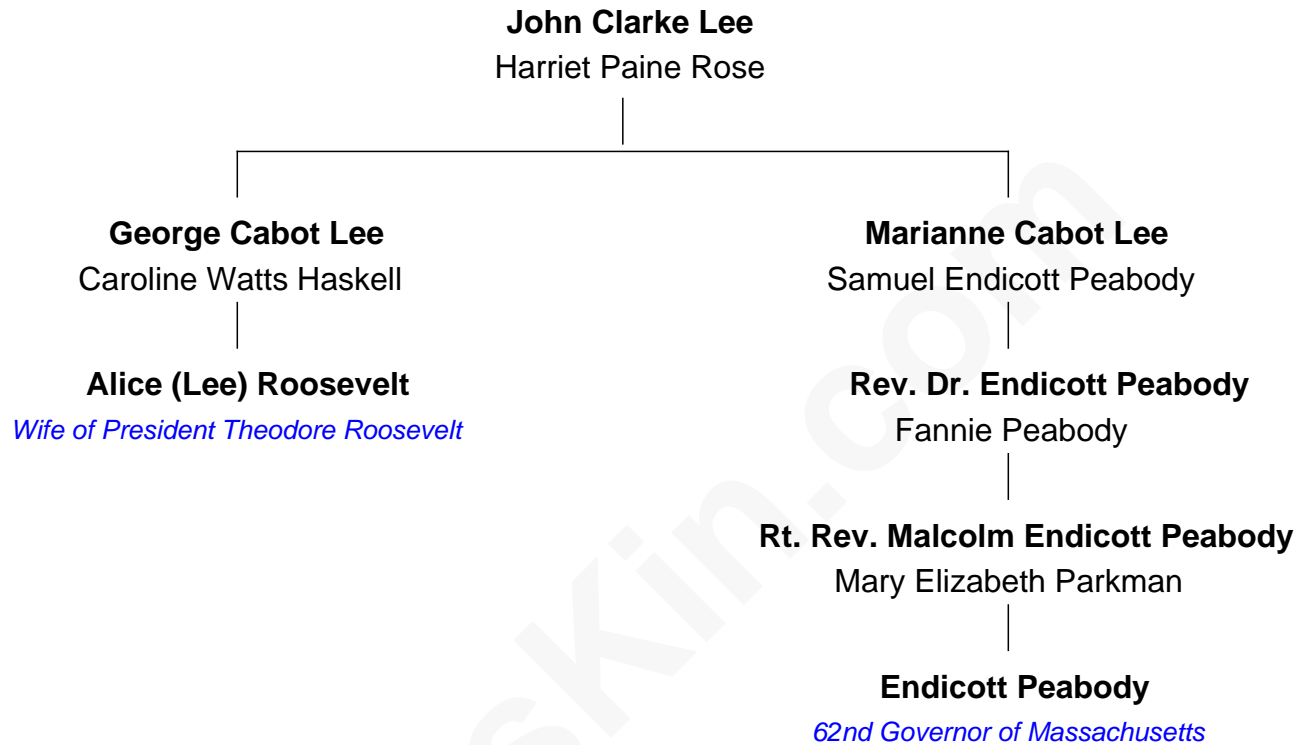 John Clarke Lee
Harriet Paine Rose
George Cabot Lee
Caroline Watts Haskell
Marianne Cabot Lee
Samuel Endicott Peabody
Alice (Lee) Roosevelt
Wife of President Theodore Roosevelt
Rev. Dr. Endicott Peabody
Fannie Peabody
Rt. Rev. Malcolm Endicott Peabody
Mary Elizabeth Parkman
Endicott Peabody
62nd Governor of Massachusetts
sKin.com